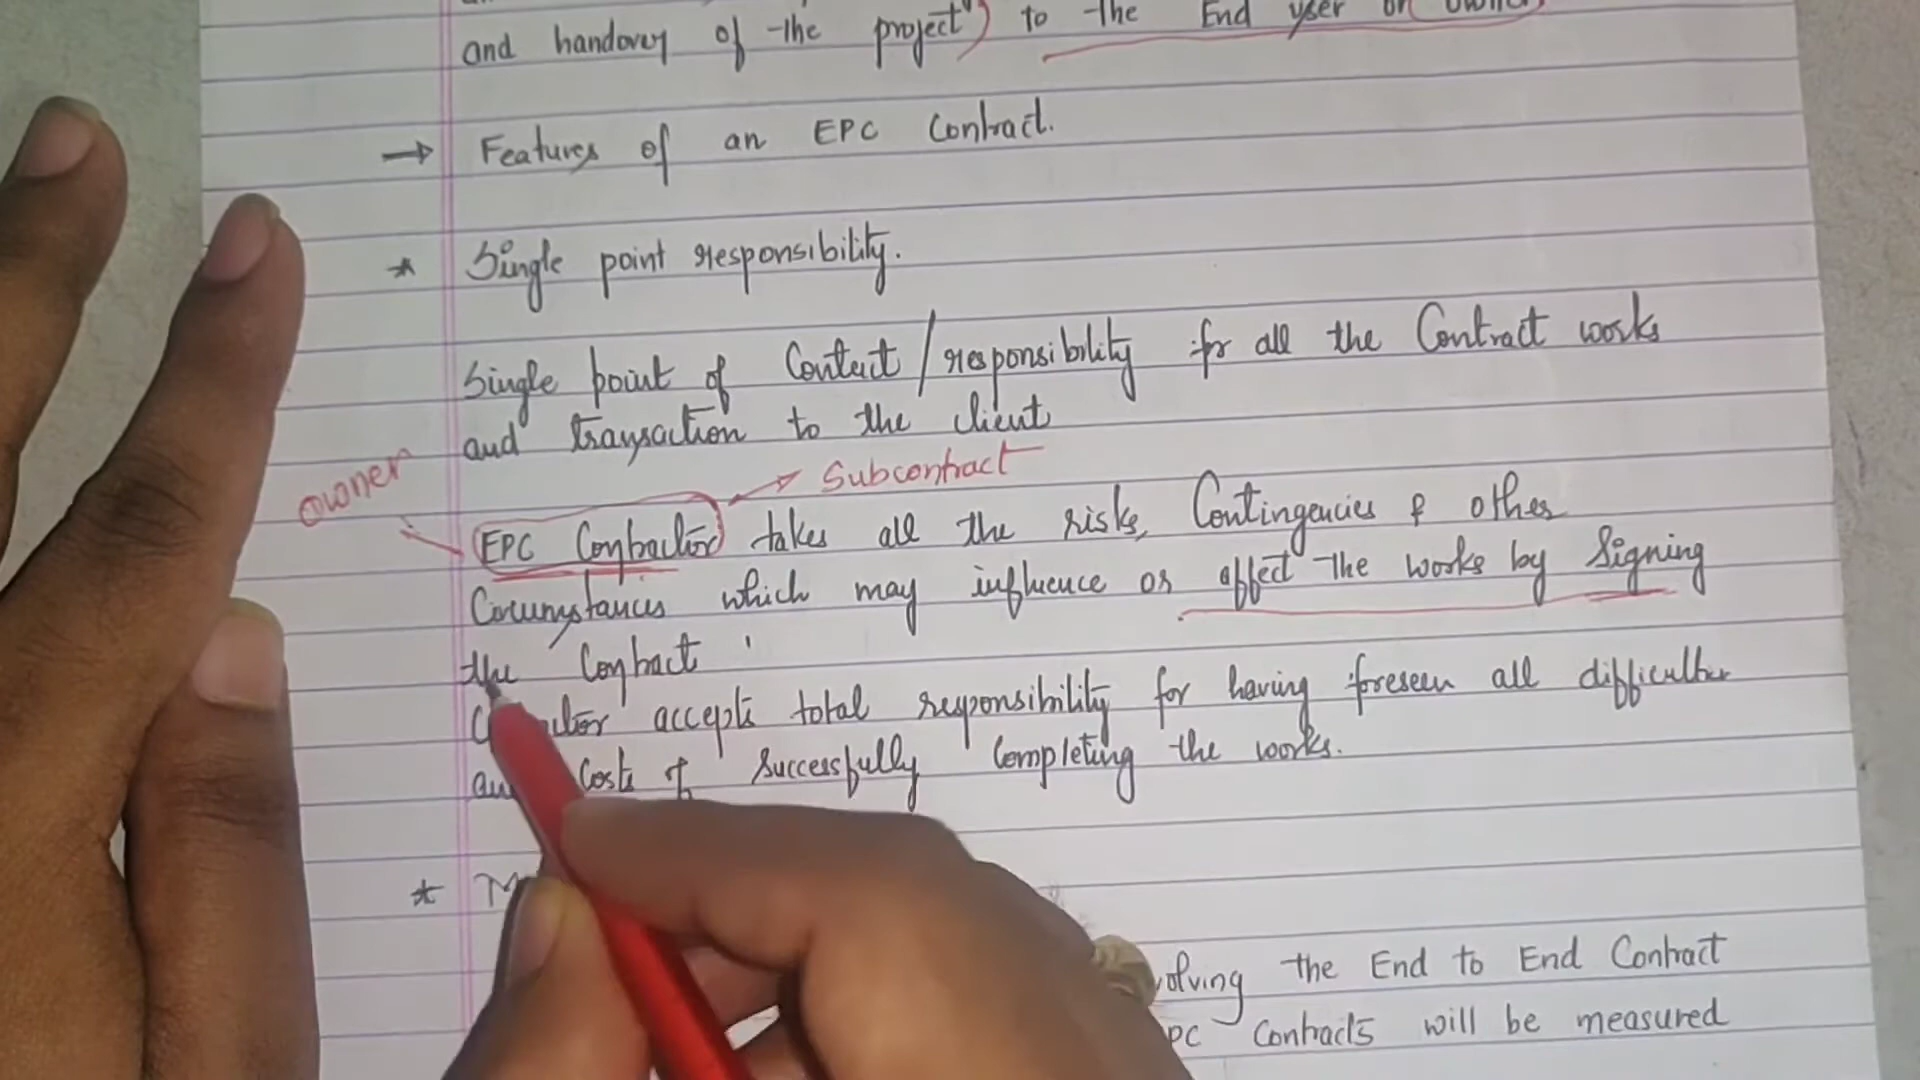 and handover of the project") to the End user or owner
→ Features of an EPC Contract.
* Single point responsibility.
Single point of Contact / responsibility for all the Contract works
and transaction to the client
owner
Subcontract
EPC Contractor takes all the risks, Contingencies & other
Circumstances which may influence or affect the works by Signing
the Contract
accepts total responsibility for having foreseen all difficulties
costs of successfully Completing the works.
*
the End to End Contract
Contracts will be measured